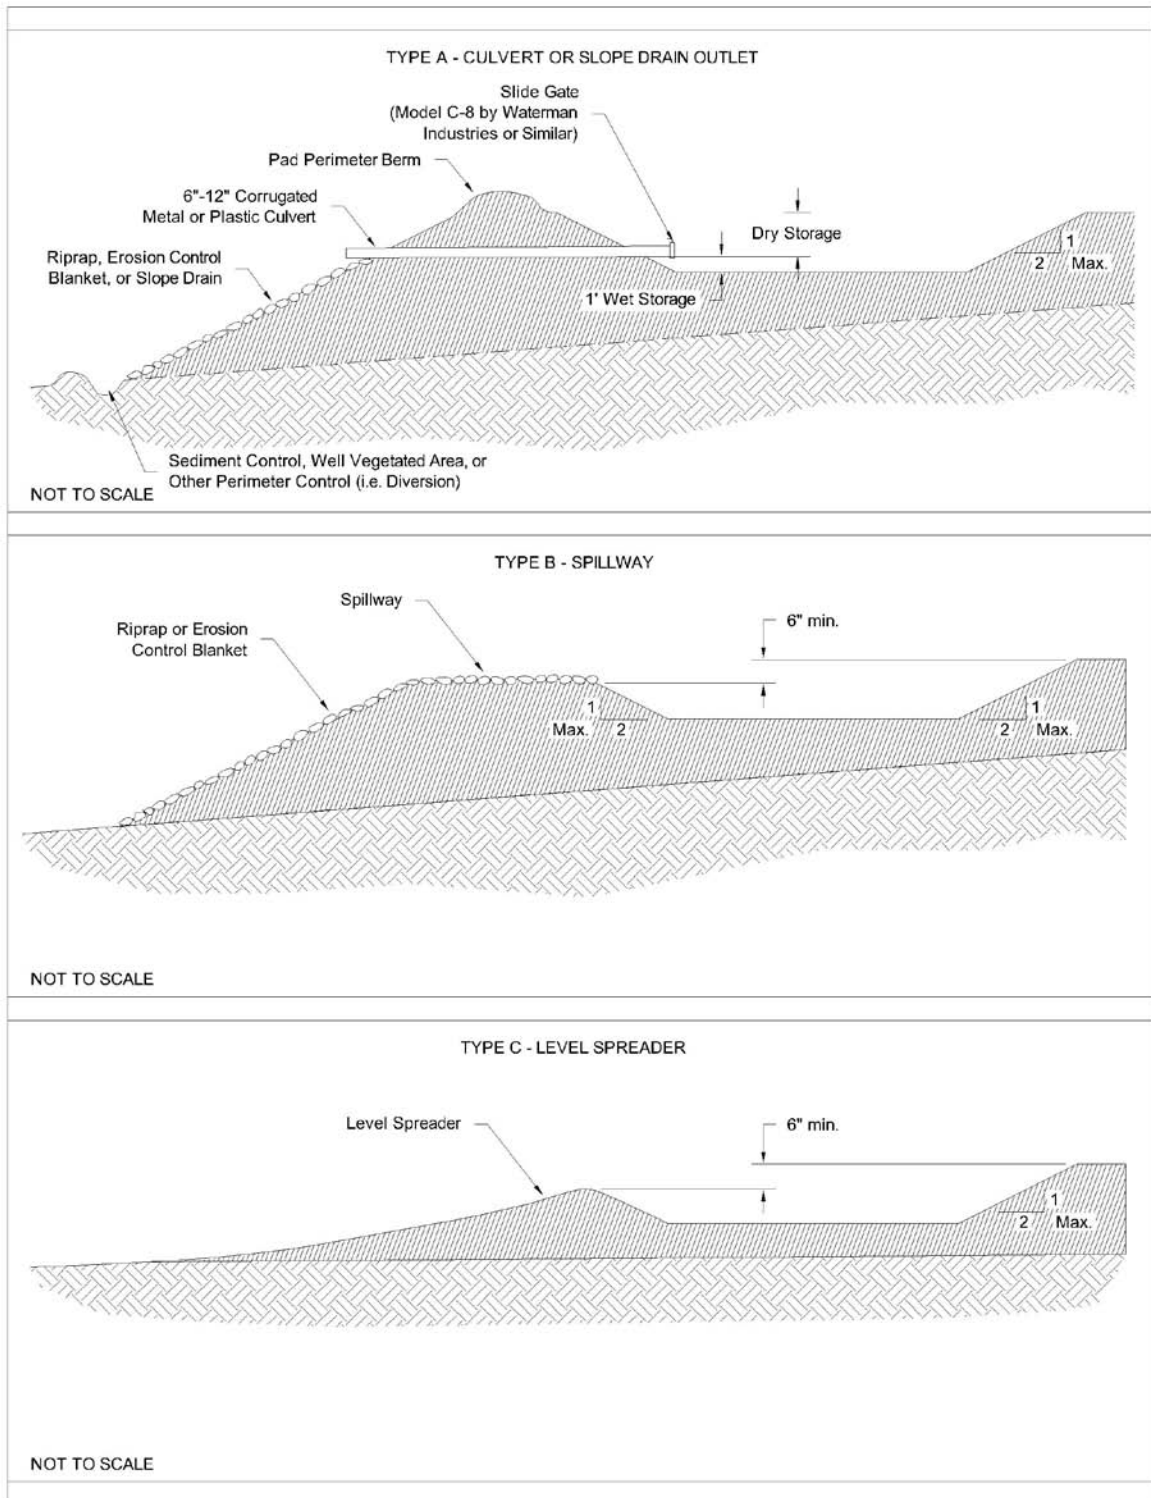 TYPE A - CULVERT OR SLOPE DRAIN OUTLET
Slide Gate
(Model C-8 by Waterman
Industries or Similar)
Pad Perimeter Berm
6"-12" Corrugated
Metal or Plastic Culvert
Dry Storage
Riprap, Erosion Control
Blanket, or Slope Drain
1
2 Max.
1' Wet Storage
Sediment Control, Well Vegetated Area, or
Other Perimeter Control (i.e. Diversion)
NOT TO SCALE
TYPE B - SPILLWAY
Spillway
6" min.
Riprap or Erosion
Control Blanket
1
Max. 2
1
2 Max.
NOT TO SCALE
TYPE C - LEVEL SPREADER
Level Spreader
6" min.
1
2 Max.
NOT TO SCALE